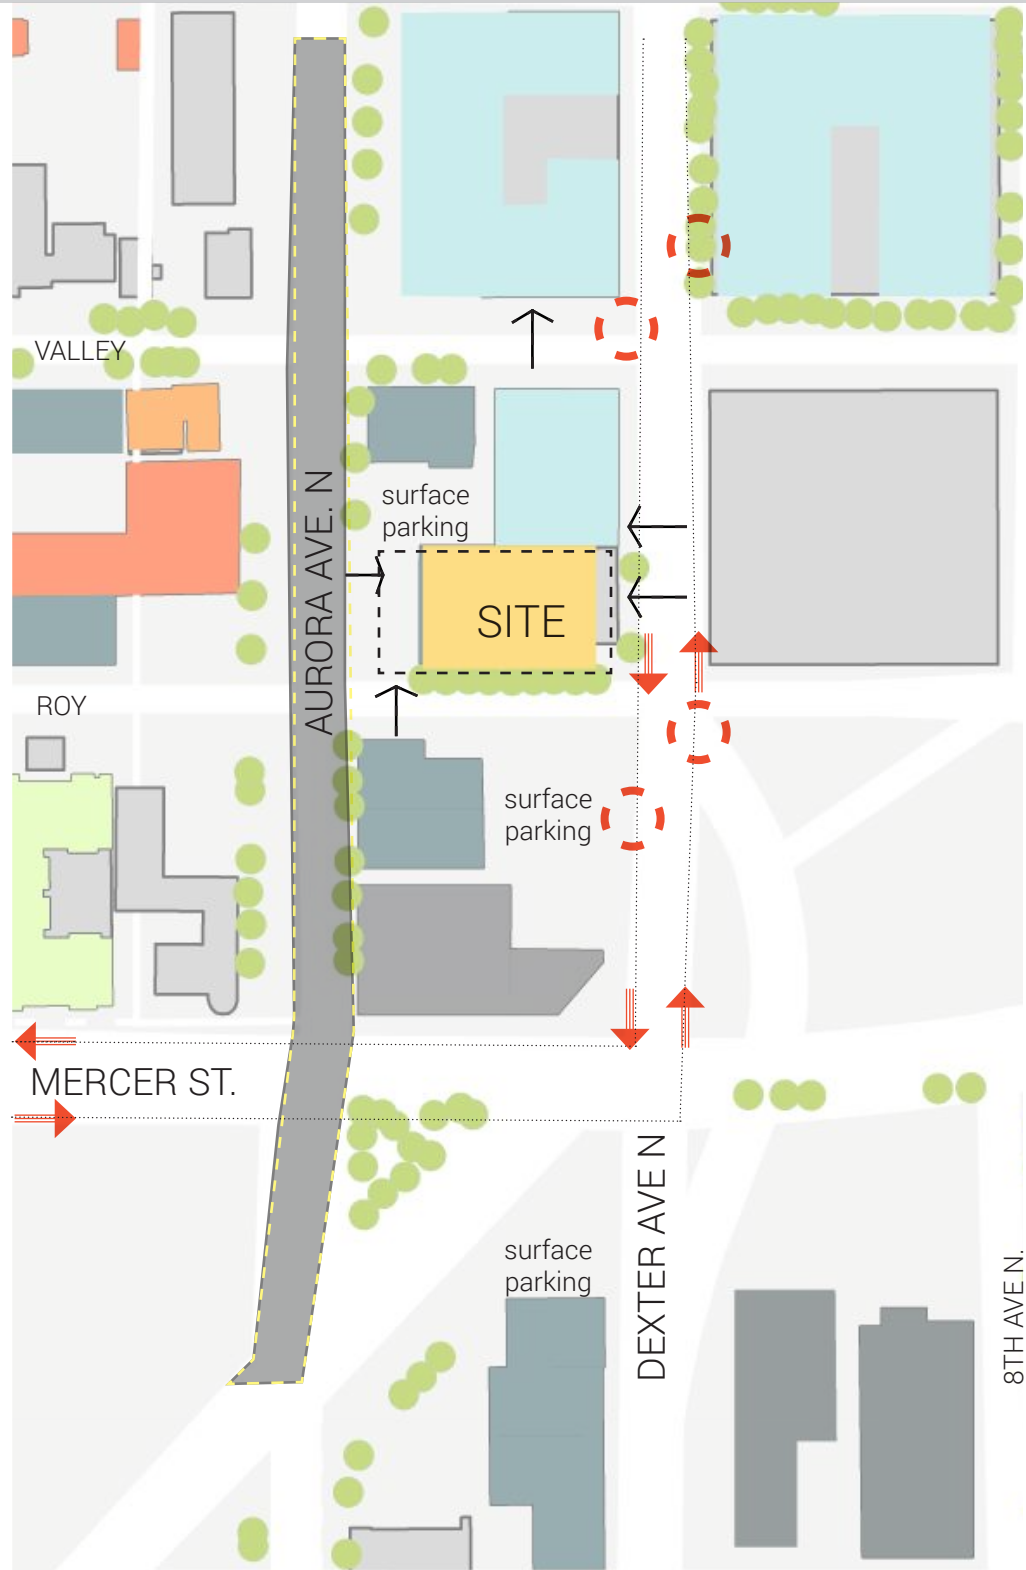 VALLEY
AURORA AVE. N
surface
parking
SITE
ROY
surface
parking
MERCER ST.
DEXTER AVE N
surface
parking
8TH AVE N.